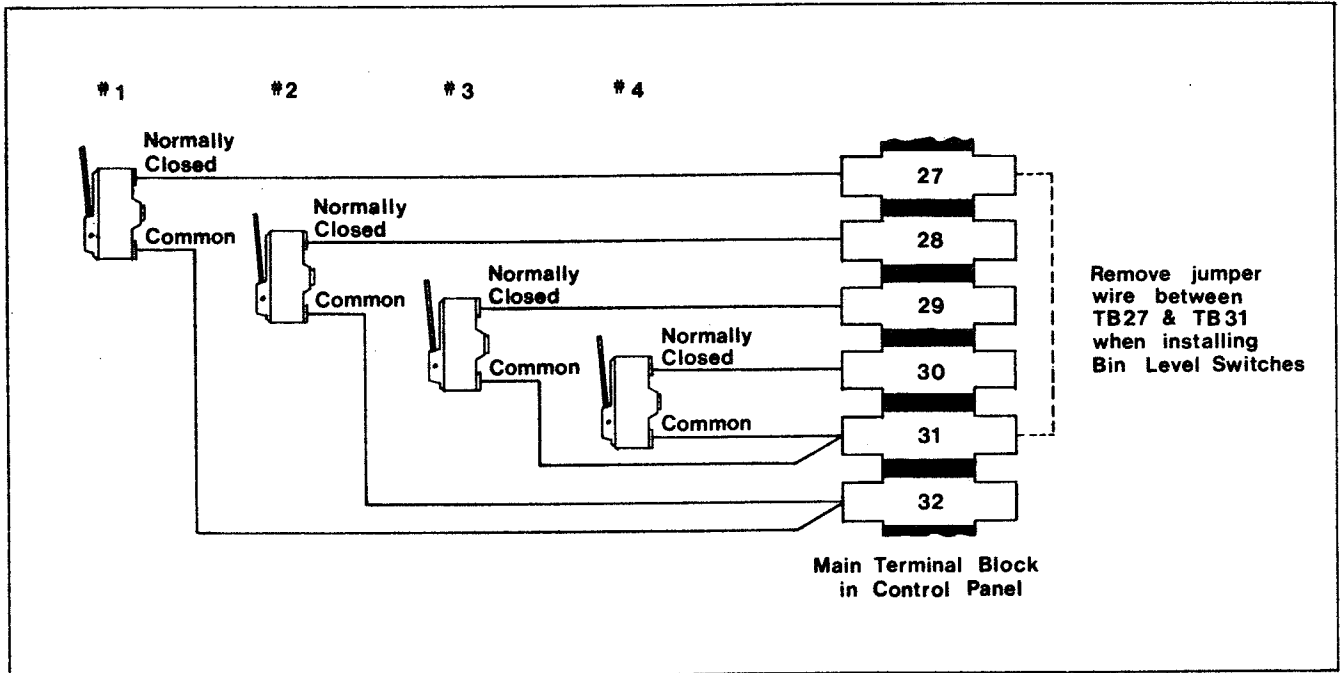 #1
#2
#3
#4
Normally
Closed
Common
Normally
Closed
Common
Normally
Closed
Common
Normally
Closed
Common
27
28
29
30
31
32
Remove jumper
wire between
TB27 & TB31
when installing
Bin Level Switches
Main Terminal Block
in Control Panel